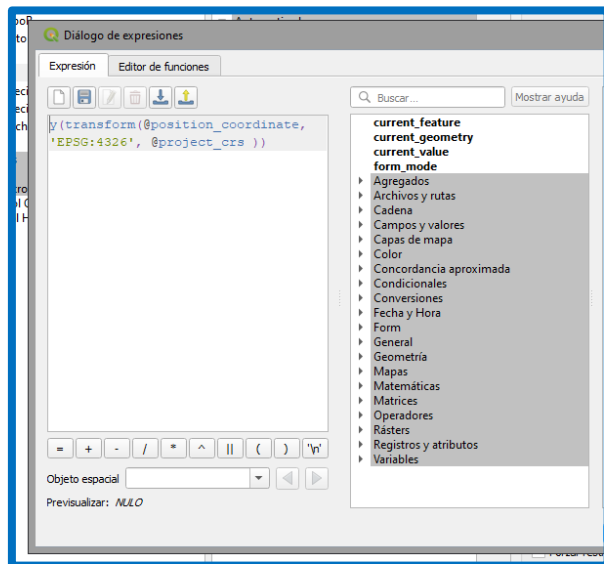 Diálogo de expresiones
Expresión
Editor de funciones
y(transform(@position_coordinate,
'EPSG:4326', @project_crs ))
= + - / * ^ || ( ) '\n'
Objeto espacial
Previsualizar: NULO
Buscar...
Mostrar ayuda
current_feature
current_geometry
current_value
form_mode
Agregados
Archivos y rutas
Cadena
Campos y valores
Capas de mapa
Color
Concordancia aproximada
Condicionales
Conversiones
Fecha y Hora
Form
General
Geometría
Mapas
Matemáticas
Matrices
Operadores
Rásters
Registros y atributos
Variables